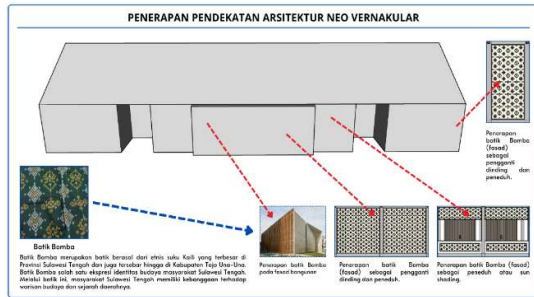 PENERAPAN PENDEKATAN ARSITEKTUR NEO VERNAKULAR
Penerapan
batik Bomba
(fasad)
sebagai
pengganti
dinding dan
peneduh.
Batik Bomba
Batik Bomba merupakan batik berasal dari etnis suku Kaili yang terbesar di
Provinsi Sulawesi Tengah dan juga tersebar hingga di Kabupaten Tojo Una-Una.
Batik Bomba salah satu ekspresi identitas budaya masyarakat Sulawesi Tengah.
Melalui batik ini, masyarakat Sulawesi Tengah memiliki kebanggaan terhadap
warisan budaya dan sejarah daerahnya.
Penerapan batik Bomba
pada fasad bangunan
Penerapan batik Bomba
(fasad) sebagai pengganti
dinding dan peneduh.
Penerapan batik Bomba (fasad)
sebagai peneduh atau sun
shading.